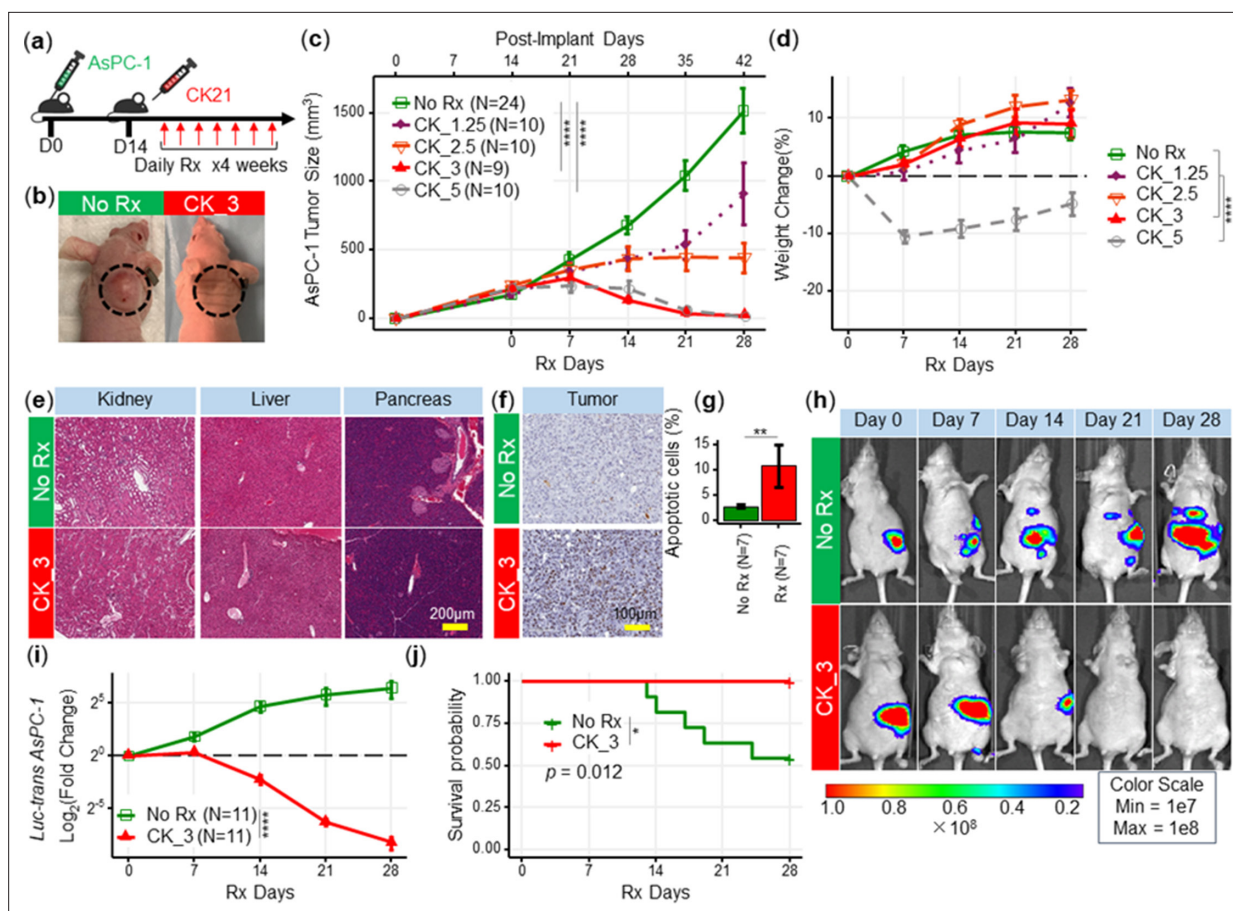 (a)
AsPC-1
CK21
D0
D14
Daily Rx x4 weeks
(b)
No Rx
CK_3
(c)
Post-Implant Days
0 7 14 21 28 35 42
AsPC-1 Tumor Size (mm³)
1500
1000
500
0
No Rx (N=24)
CK_1.25 (N=10)
CK_2.5 (N=10)
CK_3 (N=9)
CK_5 (N=10)
****
****
0 7 14 21 28
Rx Days
(d)
Weight Change(%)
10
0
-10
-20
No Rx
CK_1.25
CK_2.5
CK_3
CK_5
****
0 7 14 21 28
Rx Days
(e)
Kidney Liver Pancreas
No Rx
CK_3
200μm
(f)
Tumor
No Rx
CK_3
100μm
(g)
Apoptotic cells (%)
15
10
5
0
**
No Rx (N=7)
Rx (N=7)
(h)
Day 0 Day 7 Day 14 Day 21 Day 28
No Rx
CK_3
1.0 0.8 0.6 0.4 0.2
×10⁸
Color Scale
Min = 1e7
Max = 1e8
(i)
Luc-trans AsPC-1
Log₂(Fold Change)
2⁵
2⁰
2⁻⁵
No Rx (N=11)
CK_3 (N=11)
****
0 7 14 21 28
Rx Days
(j)
Survival probability
1.00
0.75
0.50
0.25
0.00
No Rx
CK_3
*
p = 0.012
0 7 14 21 28
Rx Days